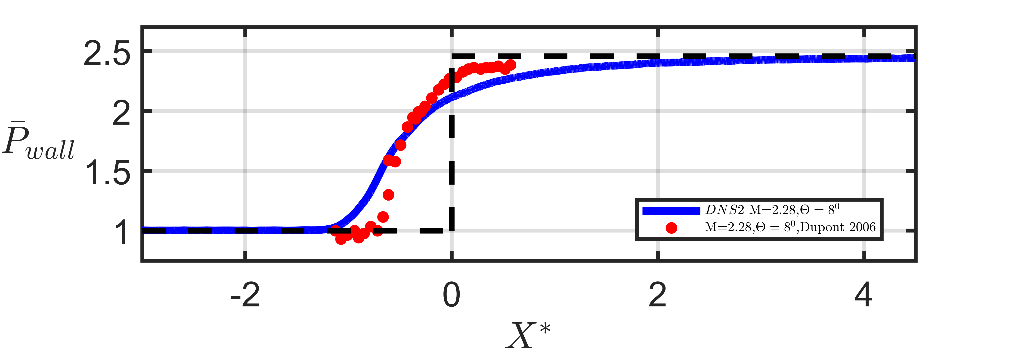 2.5
2
1.5
1
P̄wall
DNS2 M=2.28,Θ = 8⁰
M=2.28,Θ = 8⁰,Dupont 2006
-2 0 2 4
X*